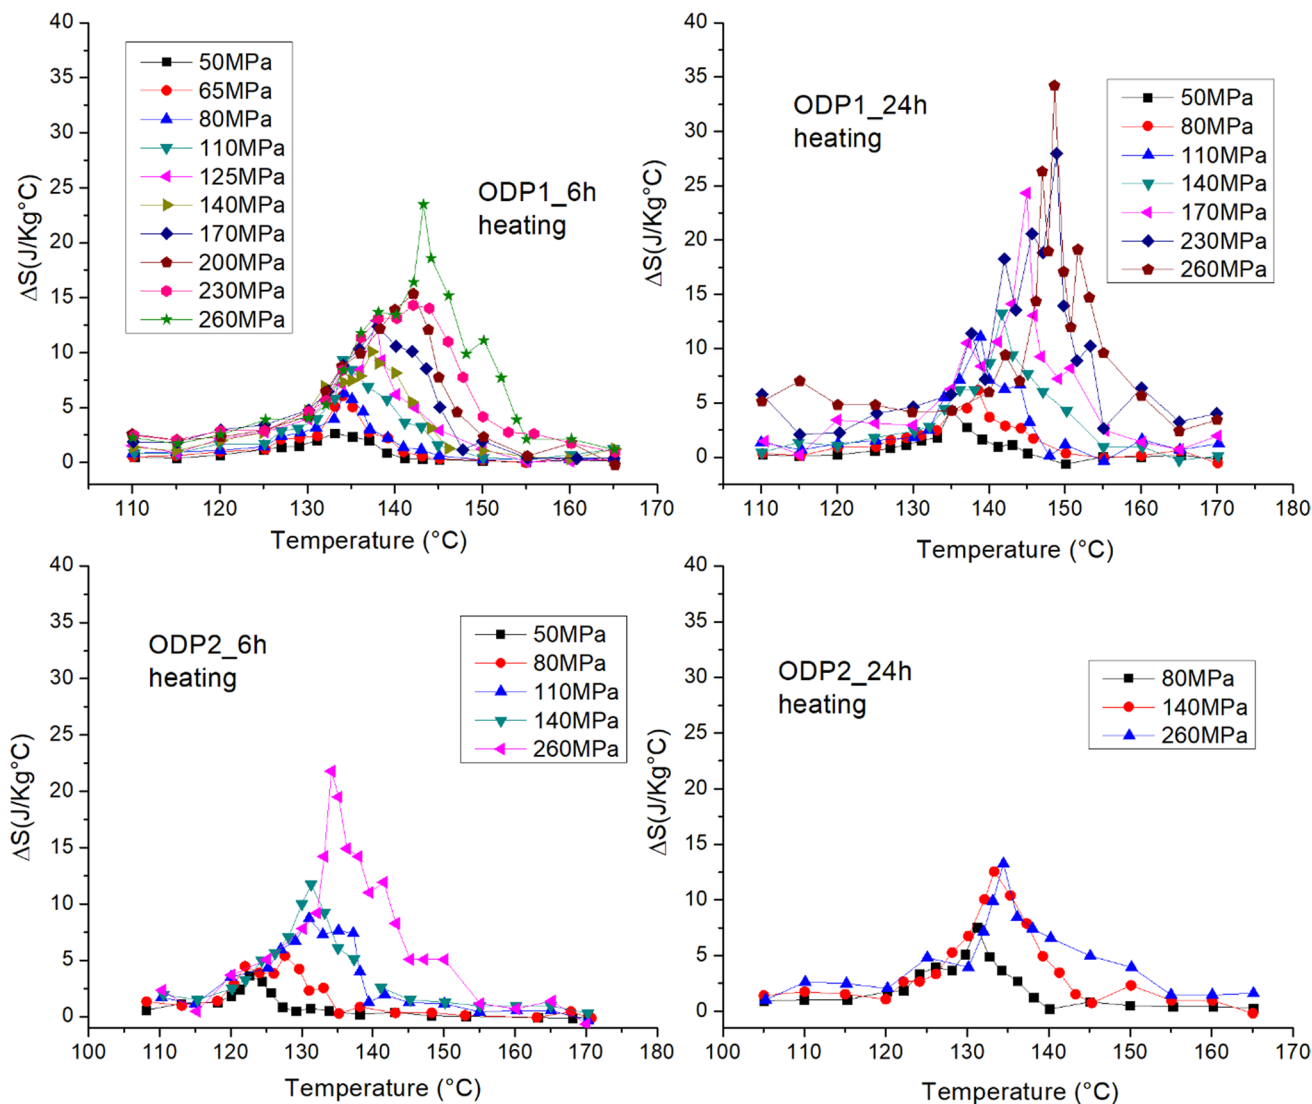 40
35
30
25
20
15
10
5
0
ΔS(J/Kg°C)
50MPa
65MPa
80MPa
110MPa
125MPa
140MPa
170MPa
200MPa
230MPa
260MPa
ODP1_6h
heating
110 120 130 140 150 160 170
Temperature (°C)
40
35
30
25
20
15
10
5
0
ΔS(J/Kg°C)
ODP1_24h
heating
50MPa
80MPa
110MPa
140MPa
170MPa
230MPa
260MPa
110 120 130 140 150 160 170 180
Temperature (°C)
40
35
30
25
20
15
10
5
0
ΔS(J/Kg°C)
ODP2_6h
heating
50MPa
80MPa
110MPa
140MPa
260MPa
100 110 120 130 140 150 160 170 180
Temperature (°C)
40
35
30
25
20
15
10
5
0
ΔS(J/Kg°C)
ODP2_24h
heating
80MPa
140MPa
260MPa
100 110 120 130 140 150 160 170
Temperature (°C)